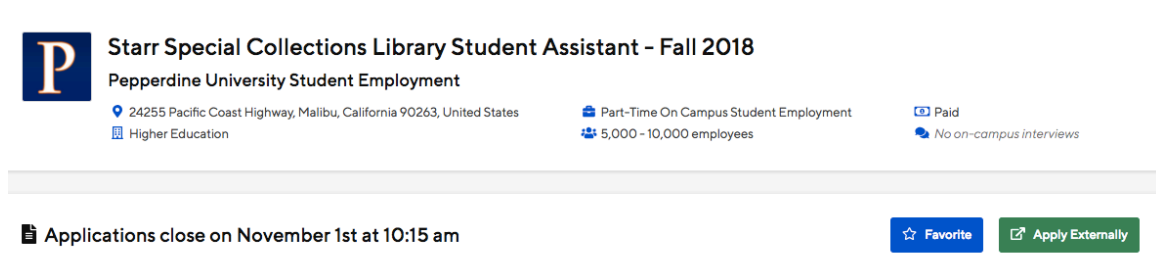 P
Starr Special Collections Library Student Assistant - Fall 2018
Pepperdine University Student Employment
24255 Pacific Coast Highway, Malibu, California 90263, United States
Part-Time On Campus Student Employment
Paid
Higher Education
5,000 - 10,000 employees
No on-campus interviews
Applications close on November 1st at 10:15 am
Favorite
Apply Externally